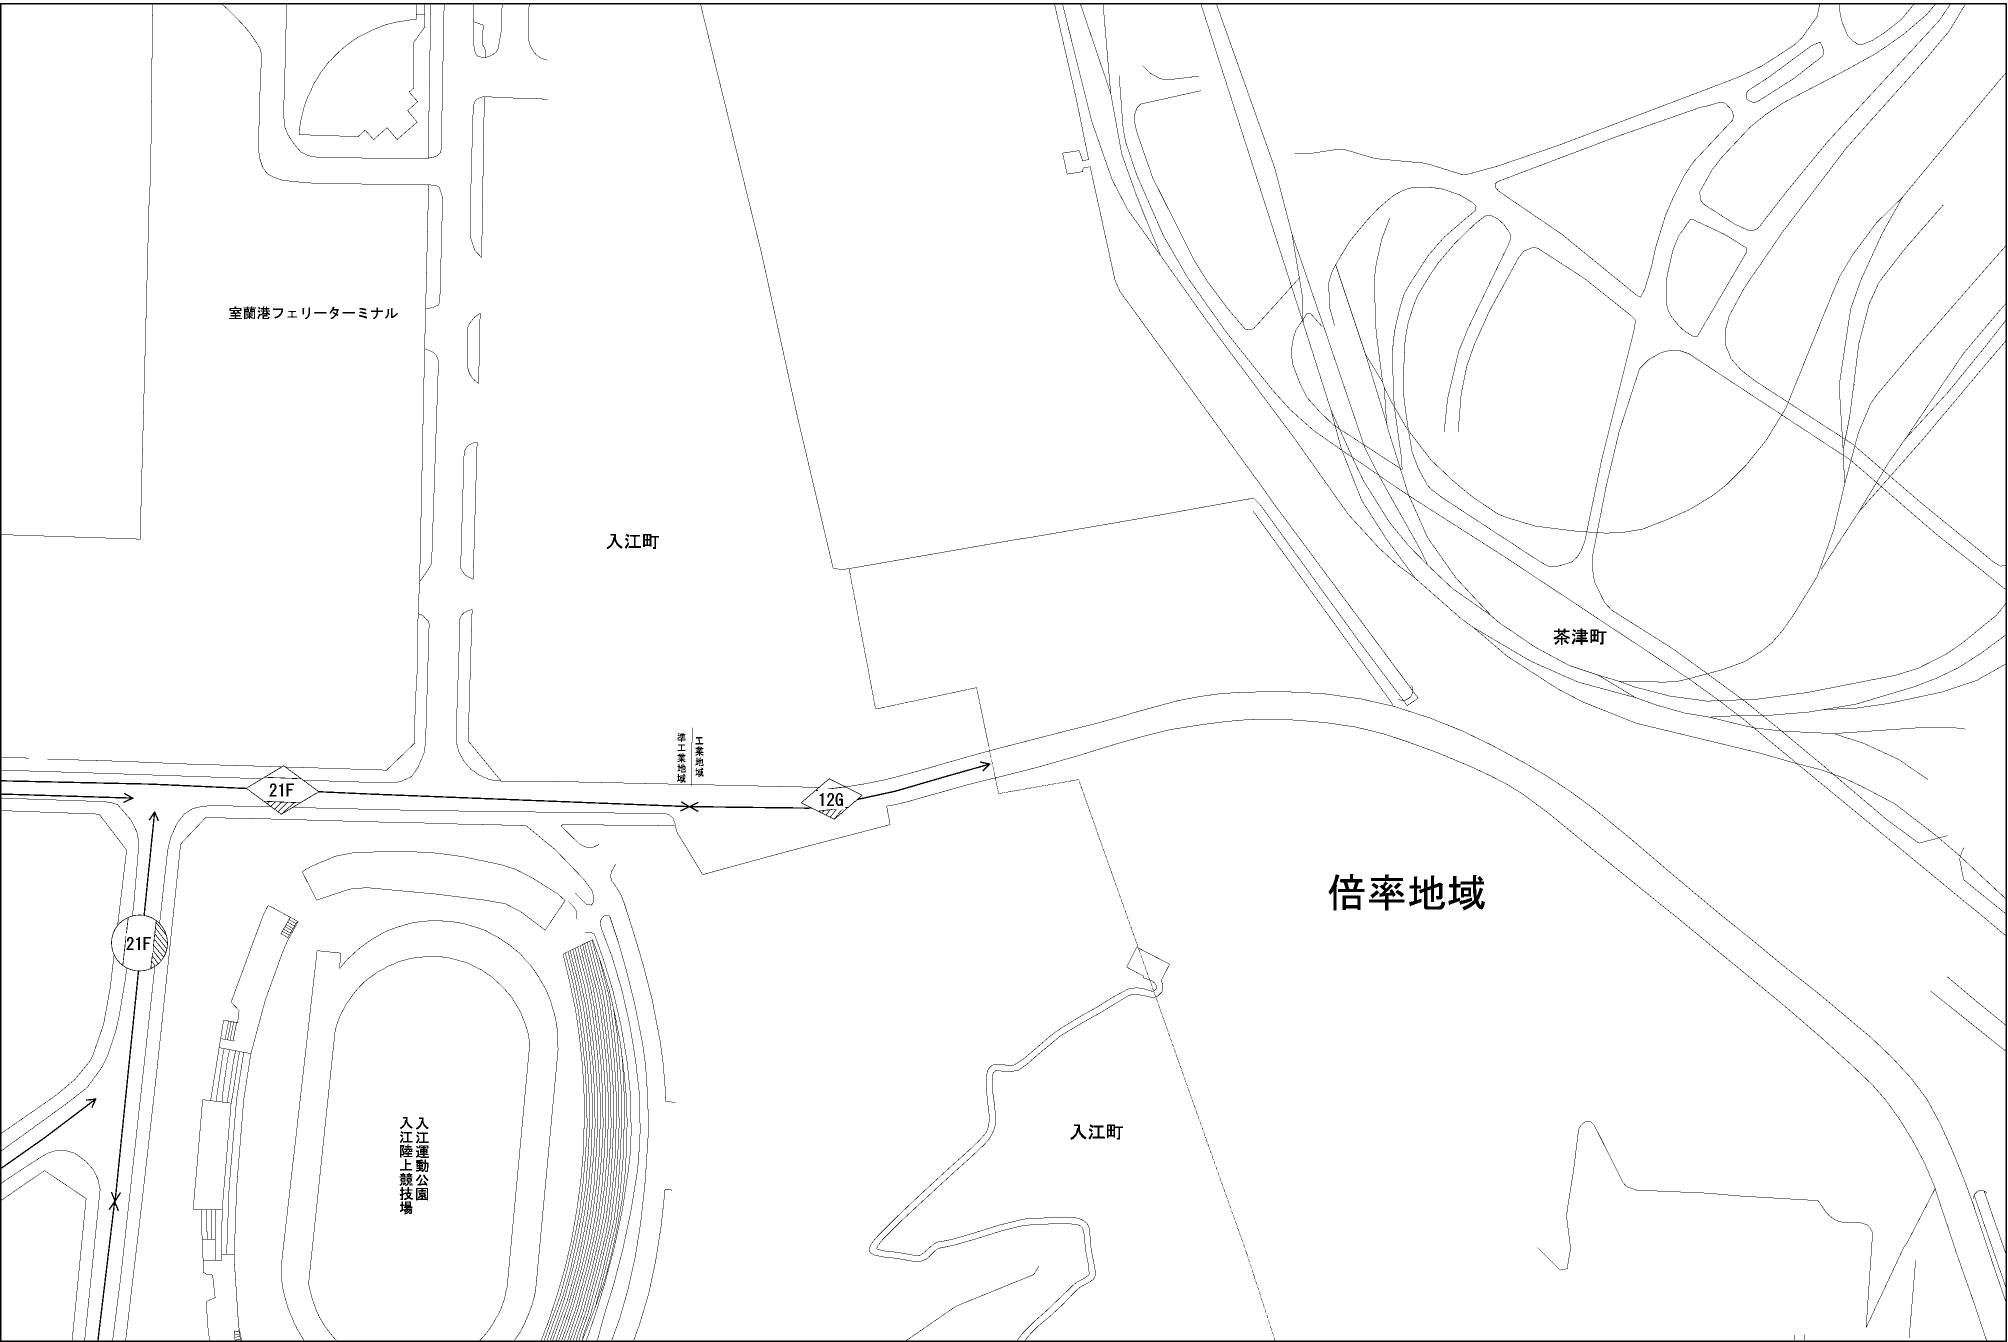 室蘭港フェリーターミナル
入江町
茶津町
工業地域
準工業地域
21F
12G
倍率地域
21F
入江町
入江運動公園
入江陸上競技場